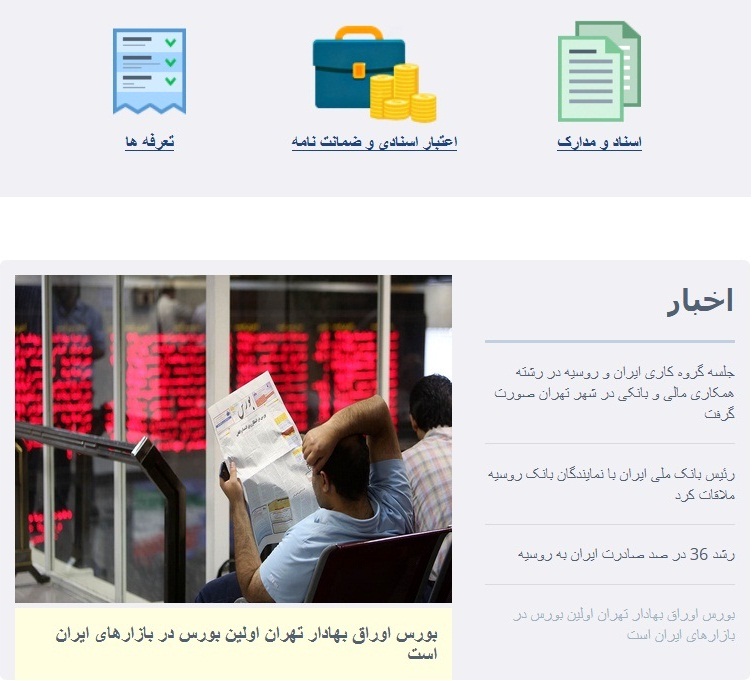 اسناد و مدارک
اعتبار اسنادی و ضمانت نامه
تعرفه ها
اخبار
جلسه گروه کاری ایران و روسیه در رشته
همکاری مالی و بانکی در شهر تهران صورت
گرفت
رئیس بانک ملی ایران با نمایندگان بانک روسیه
ملاقات کرد
رشد 36 در صد صادرت ایران به روسیه
بورس اوراق بهادار تهران اولین بورس در
بازارهای ایران است
بورس
بورس اوراق بهادار تهران اولین بورس در بازارهای ایران
است